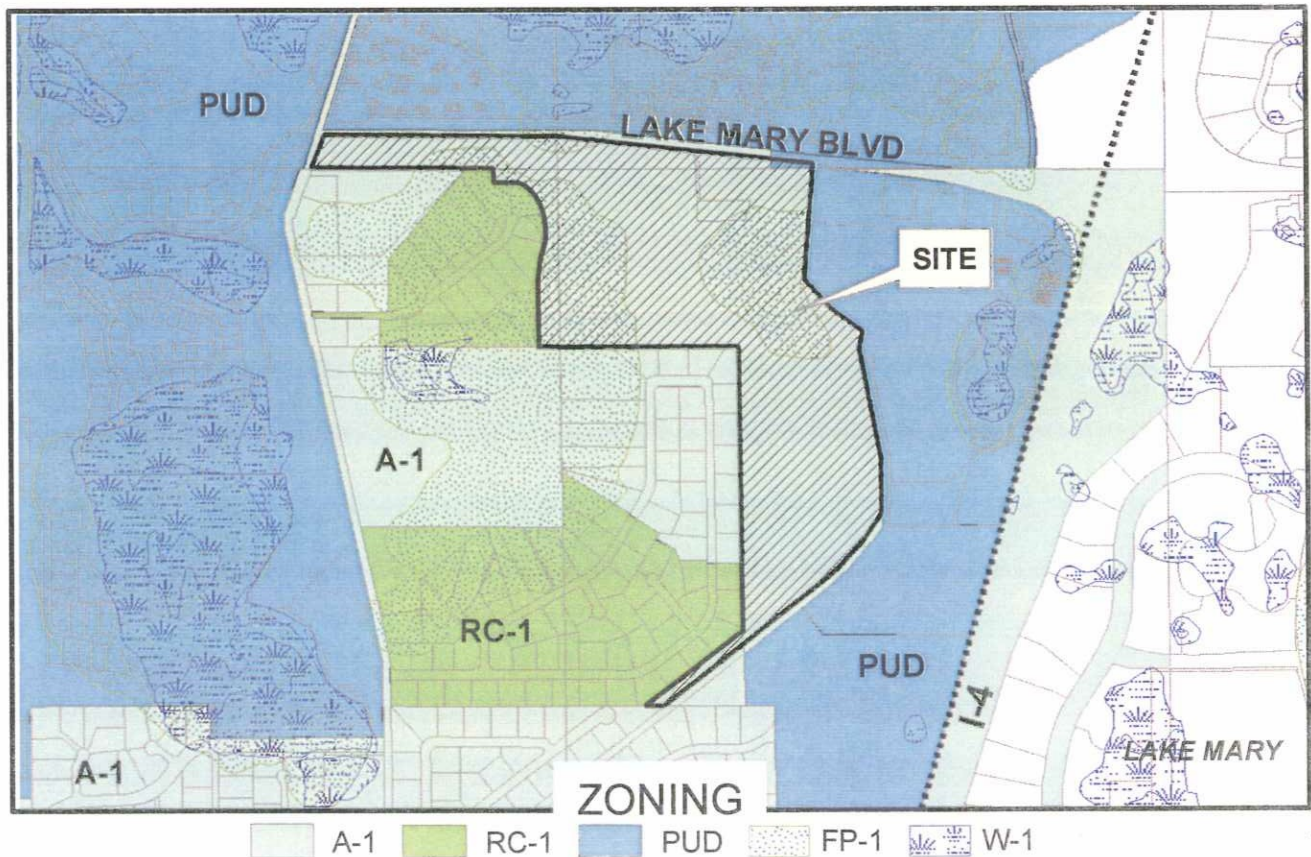 PUD
LAKE MARY BLVD
SITE
A-1
RC-1
PUD
I-4
LAKE MARY
A-1
ZONING
A-1 RC-1 PUD FP-1 W-1